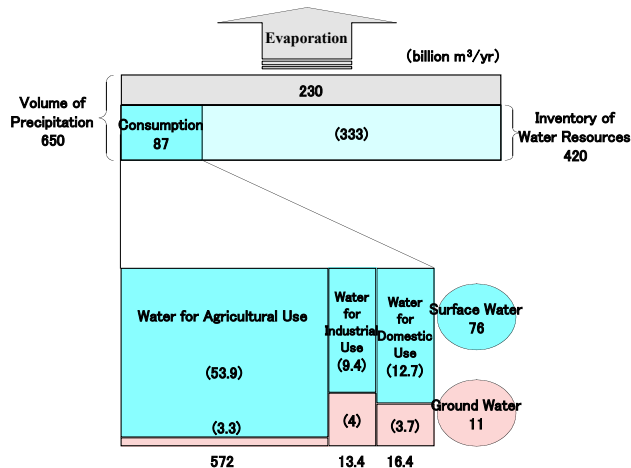 Evaporation
(billion m³/yr)
230
Volume of
Precipitation
650
Consumption
87
(333)
Inventory of
Water Resources
420
Water for Agricultural Use
(53.9)
(3.3)
Water
for
Industrial
Use
(9.4)
(4)
Water
for
Domestic
Use
(12.7)
(3.7)
Surface Water
76
Ground Water
11
572
13.4
16.4